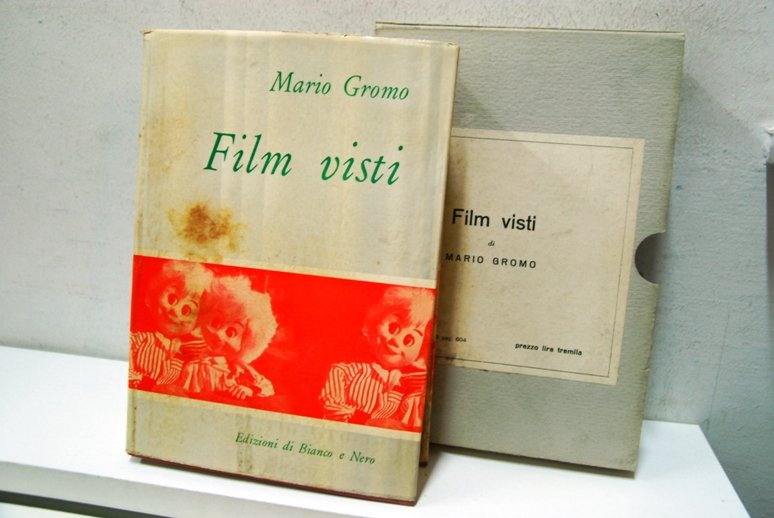 Mario Gromo
Film visti
Edizioni di Bianco e Nero
Film visti
di
MARIO GROMO
pag. 604
prezzo lire tremila